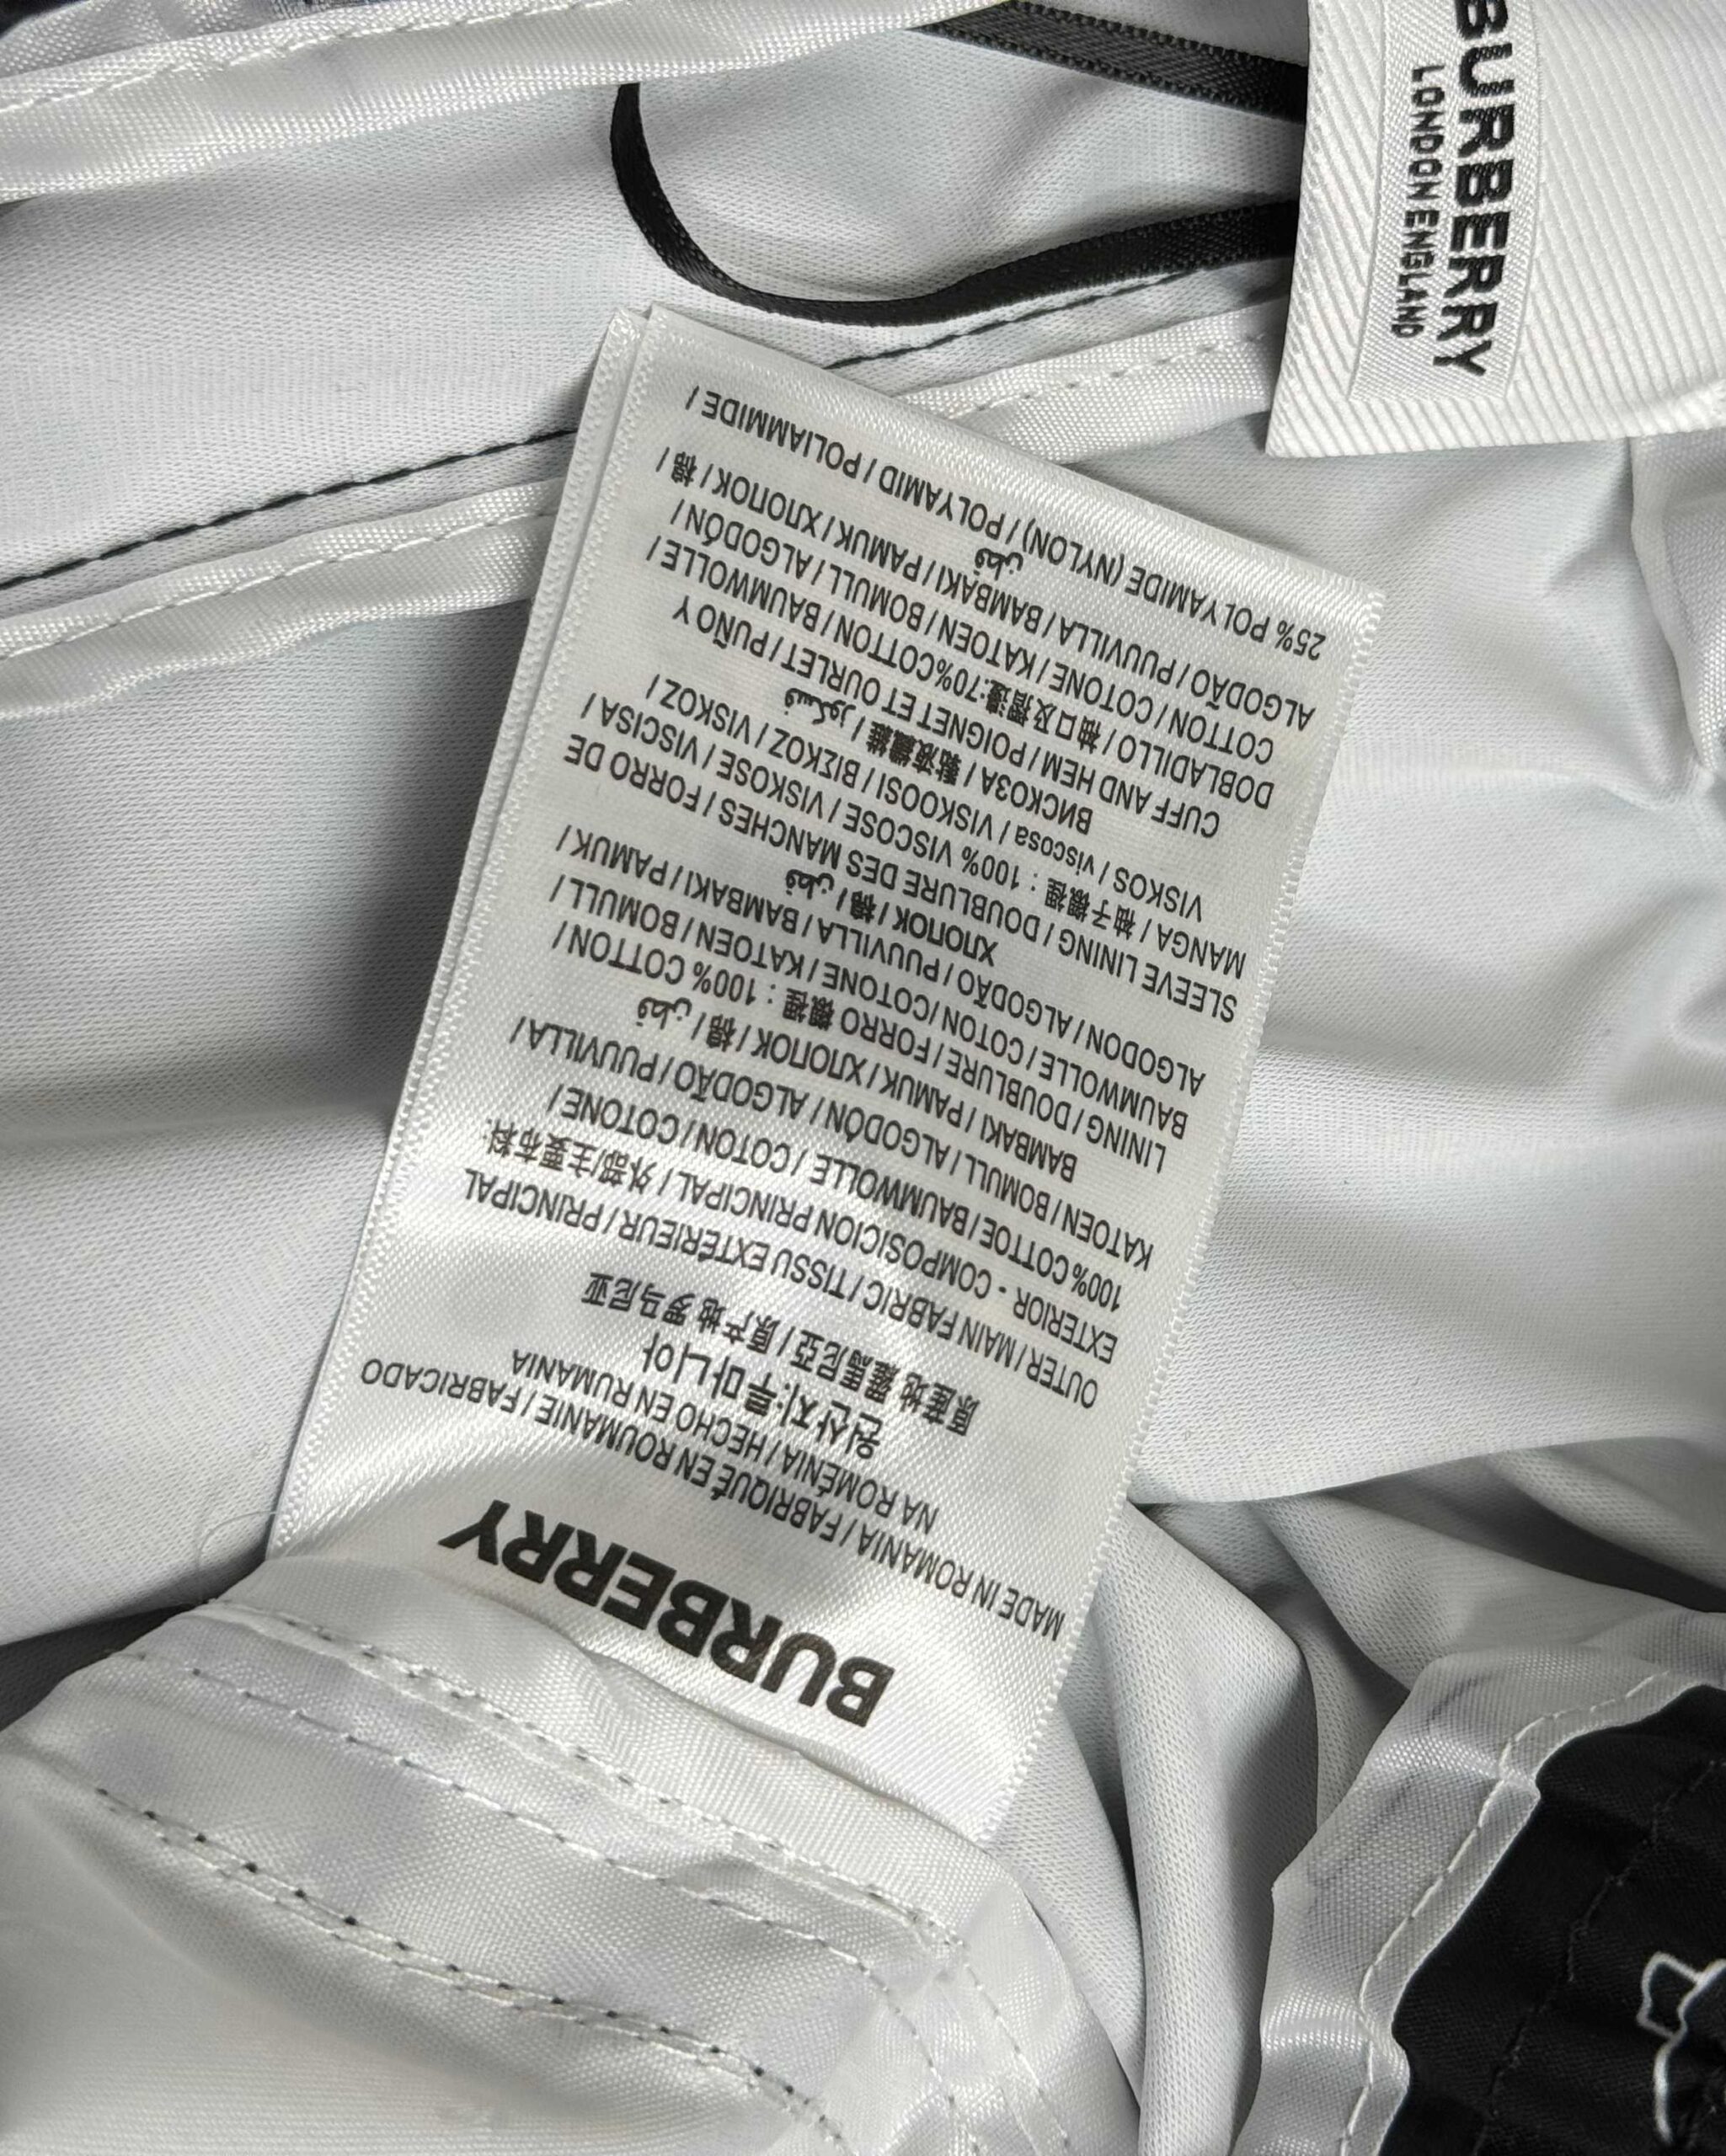 BURBERRY
LONDON ENGLAND
BURBERRY
MADE IN ROMANIA / FABRIQUÉ EN ROUMANIE / FABRICADO
NA ROMÉNIA / HECHO EN RUMANIA
원산지:루마니아
原產地 羅馬尼亞 / 原产地 罗马尼亚
OUTER / MAIN FABRIC / TISSU EXTÉRIEUR / PRINCIPAL
EXTERIOR - COMPOSICION PRINCIPAL / 外部/主要布料:
100% COTTOE / BAUMWOLLE / COTON / COTONE /
KATOEN / BOMULL / ALGODÓN / ALGODÃO / PUUVILLA /
BAMBAKI / PAMUK / ХЛОПОК / 棉 / قطن
LINING / DOUBLURE / FORRO 襯裡 : 100% COTTON /
BAUMWOLLE / COTON / COTONE / KATOEN / BOMULL /
ALGODON / ALGODÃO / PUUVILLA / BAMBAKI / PAMUK /
ХЛОПОК / 棉 / قطن
SLEEVE LINING / DOUBLURE DES MANCHES / FORRO DE
MANGA / 袖子襯裡 : 100% VISCOSE / VISKOSE / VISCISA /
VISKOS / viscosa / VISKOOSI / ΒΙΣΚΟΖ / VISKOZ /
ВИСКОЗА / 黏液纖維 / فسكوز
CUFF AND HEM / POIGNET ET OURLET / PUÑO Y
DOBLADILLO / 袖口及摺邊:70%COTTON / BAUMWOLLE /
COTTON / COTONE / KATOEN / BOMULL / ALGODÓN /
ALGODÃO / PUUVILLA / BAMBAKI / PAMUK / ХЛОПОК / 棉 /
قطن
25% POLYAMIDE (NYLON) / POLYAMID / POLIAMMIDE /